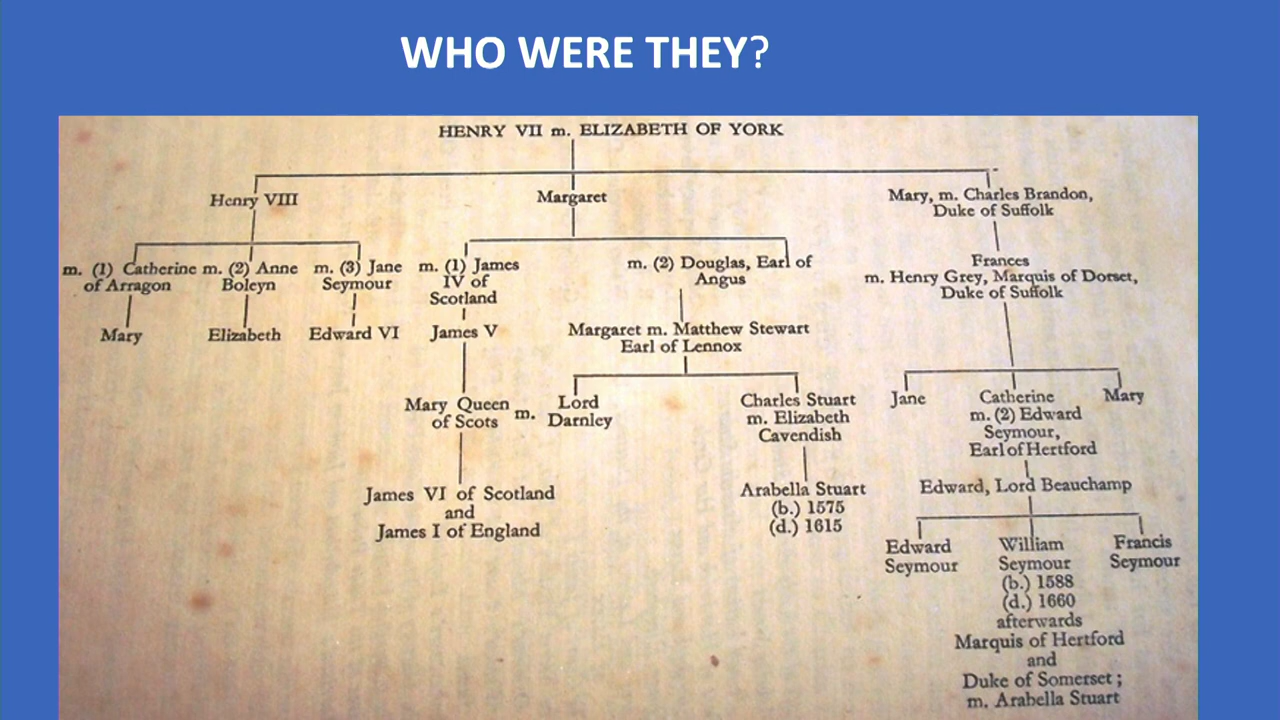 WHO WERE THEY?
HENRY VII m. ELIZABETH OF YORK
Henry VIII
Margaret
Mary, m. Charles Brandon,
Duke of Suffolk
m. (1) Catherine
of Arragon
m. (2) Anne
Boleyn
m. (3) Jane
Seymour
m. (1) James
IV of
Scotland
m. (2) Douglas, Earl of
Angus
Frances
m. Henry Grey, Marquis of Dorset,
Duke of Suffolk
Mary
Elizabeth
Edward VI
James V
Margaret m. Matthew Stewart
Earl of Lennox
Mary Queen
of Scots
m.
Lord
Darnley
Charles Stuart
m. Elizabeth
Cavendish
Jane
Catherine
m. (2) Edward
Seymour,
Earl of Hertford
Mary
James VI of Scotland
and
James I of England
Arabella Stuart
(b.) 1575
(d.) 1615
Edward, Lord Beauchamp
Edward
Seymour
William
Seymour
(b.) 1588
(d.) 1660
afterwards
Marquis of Hertford
and
Duke of Somerset ;
m. Arabella Stuart
Francis
Seymour